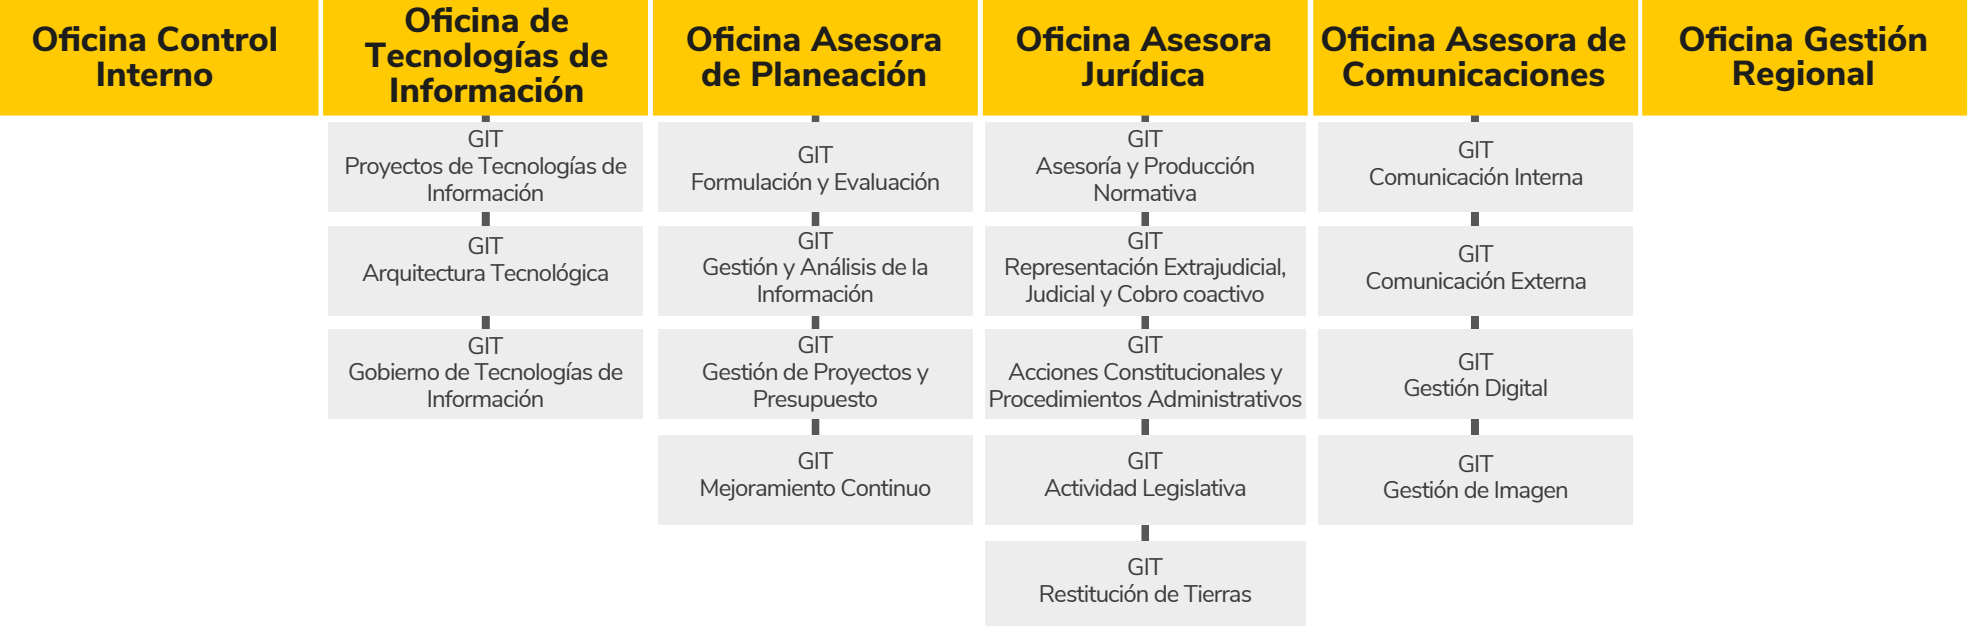 Oficina Control
Interno
Oficina de
Tecnologías de
Información
GIT
Proyectos de Tecnologías de
Información
GIT
Arquitectura Tecnológica
GIT
Gobierno de Tecnologías de
Información
Oficina Asesora
de Planeación
GIT
Formulación y Evaluación
GIT
Gestión y Análisis de la
Información
GIT
Gestión de Proyectos y
Presupuesto
GIT
Mejoramiento Continuo
Oficina Asesora
Jurídica
GIT
Asesoría y Producción
Normativa
GIT
Representación Extrajudicial,
Judicial y Cobro coactivo
GIT
Acciones Constitucionales y
Procedimientos Administrativos
GIT
Actividad Legislativa
GIT
Restitución de Tierras
Oficina Asesora de
Comunicaciones
GIT
Comunicación Interna
GIT
Comunicación Externa
GIT
Gestión Digital
GIT
Gestión de Imagen
Oficina Gestión
Regional